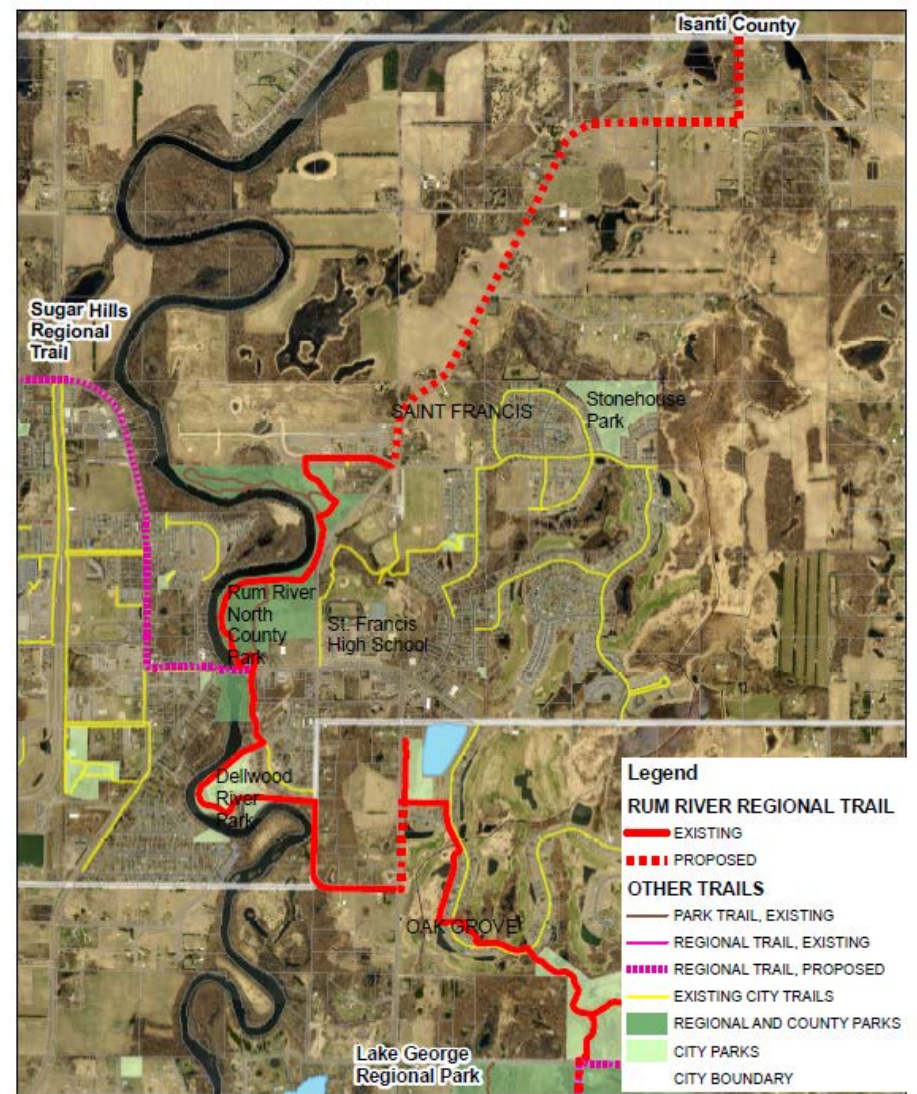 Isanti County
Sugar Hills
Regional
Trail
SAINT FRANCIS
Stonehouse
Park
Rum River
North
County
Park
St. Francis
High School
Dellwood
River
Park
OAK GROVE
Lake George
Regional Park
Legend
RUM RIVER REGIONAL TRAIL
EXISTING
PROPOSED
OTHER TRAILS
PARK TRAIL, EXISTING
REGIONAL TRAIL, EXISTING
REGIONAL TRAIL, PROPOSED
EXISTING CITY TRAILS
REGIONAL AND COUNTY PARKS
CITY PARKS
CITY BOUNDARY